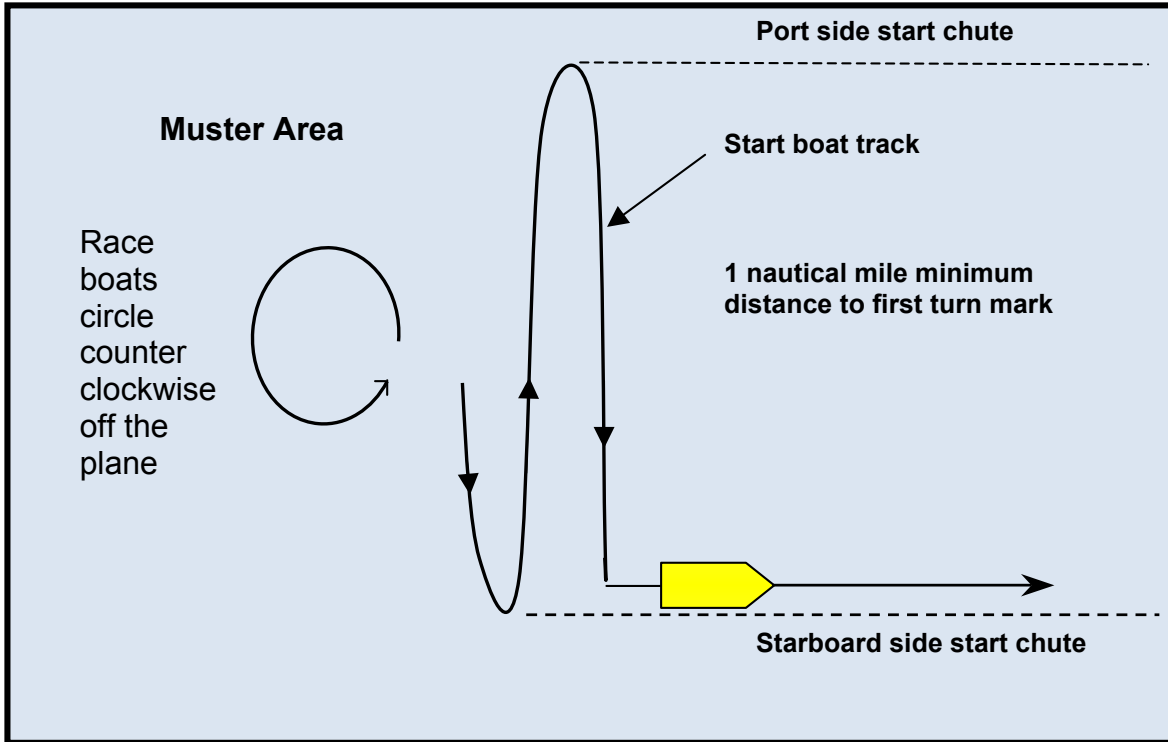 Port side start chute
Muster Area
Start boat track
Race
boats
circle
counter
clockwise
off the
plane
1 nautical mile minimum
distance to first turn mark
Starboard side start chute